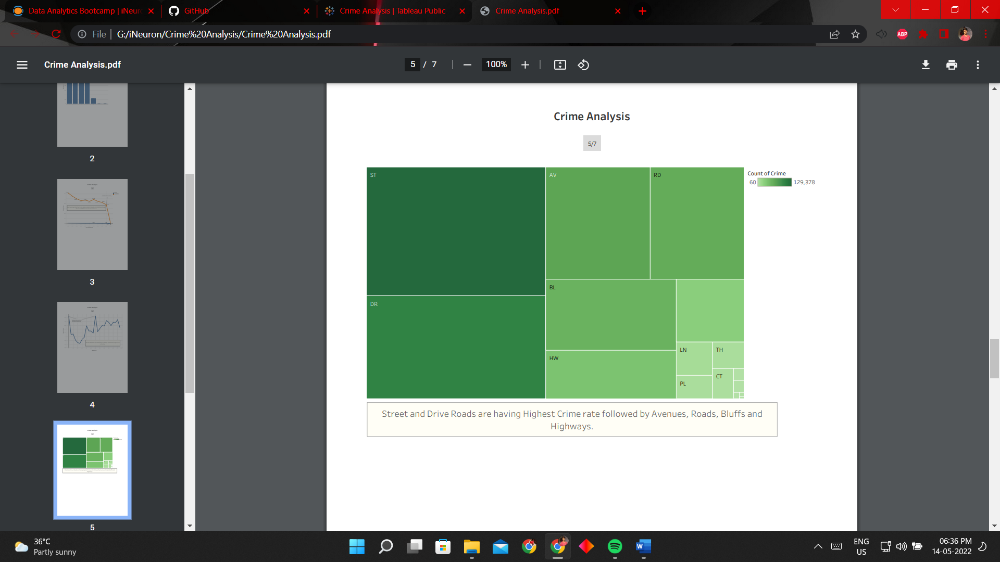 Data Analytics Bootcamp | iNeur
GitHub
Crime Analysis | Tableau Public
Crime Analysis.pdf
File
G:/iNeuron/Crime%20Analysis/Crime%20Analysis.pdf
ABP
Crime Analysis.pdf
5 / 7
100%
2
3
4
5
Crime Analysis
5/7
ST
AV
RD
Count of Crime
60
129,378
BL
DR
LN
TH
HW
CT
PL
Street and Drive Roads are having Highest Crime rate followed by Avenues, Roads, Bluffs and
Highways.
36°C
Partly sunny
W
ENG
US
06:36 PM
14-05-2022